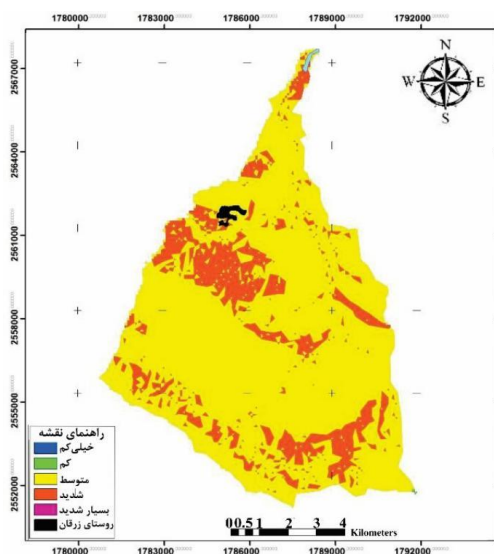 1780000 1783000 1786000 1789000 1792000
N
W E
S
2567000
2564000
2561000
2558000
2555000
2552000
راهنمای نقشه
خیلی کم
کم
متوسط
شدید
بسیار شدید
روستای زرقان
0 0.5 1 2 3 4
Kilometers
1780000 1783000 1786000 1789000 1792000